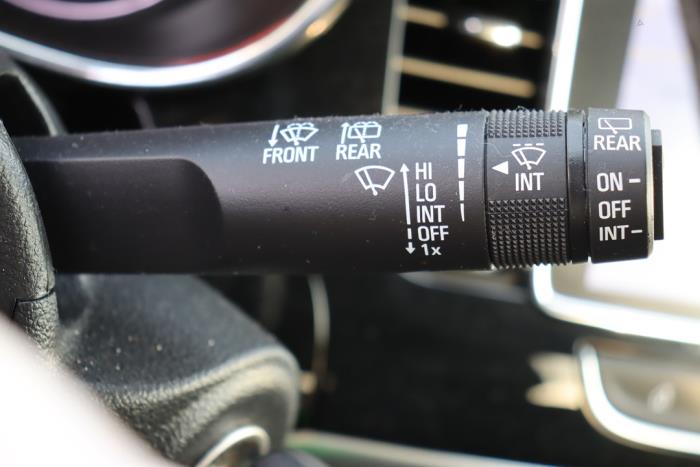 FRONT REAR
HI
LO
INT
OFF
1x
INT
REAR
ON -
OFF
INT -